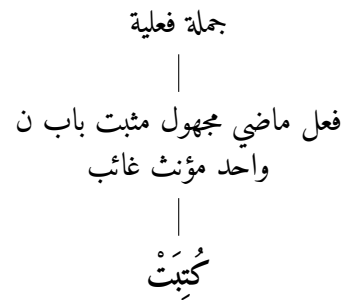 جملة فعلية
فعل ماضي مجهول مثبت باب ن
واحد مؤنث غائب
كُتِبَتْ